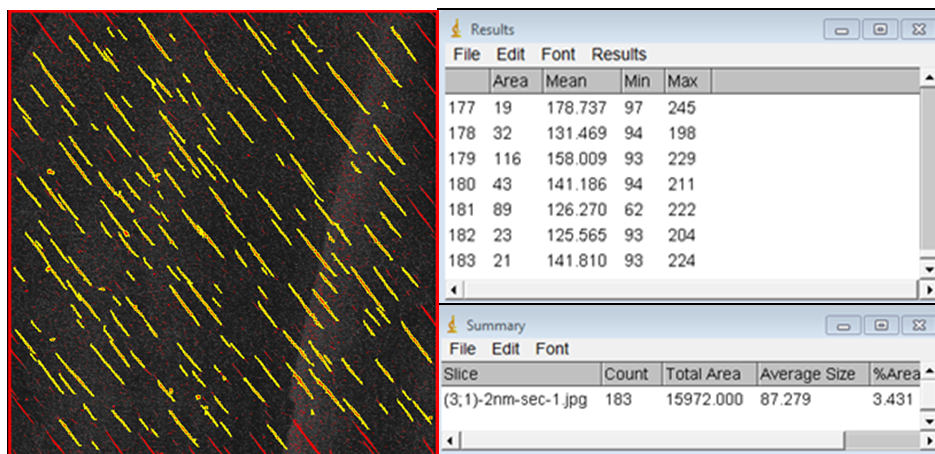 Results
File Edit Font Results
Area Mean Min Max
177 19 178.737 97 245
178 32 131.469 94 198
179 116 158.009 93 229
180 43 141.186 94 211
181 89 126.270 62 222
182 23 125.565 93 204
183 21 141.810 93 224
Summary
File Edit Font
Slice Count Total Area Average Size %Area
(3;1)-2nm-sec-1.jpg 183 15972.000 87.279 3.431